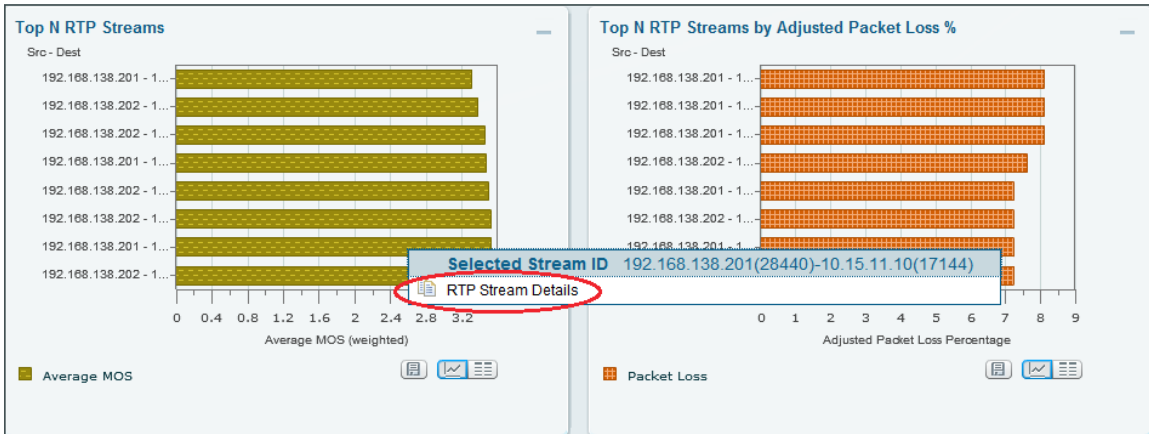 Top N RTP Streams
Src - Dest
192.168.138.201 - 1...
192.168.138.202 - 1...
192.168.138.202 - 1...
192.168.138.201 - 1...
192.168.138.202 - 1...
192.168.138.202 - 1...
192.168.138.201 - 1...
192.168.138.202 - 1...
0 0.4 0.8 1.2 1.6 2 2.4 2.8 3.2
Average MOS (weighted)
Average MOS
Top N RTP Streams by Adjusted Packet Loss %
Src - Dest
192.168.138.201 - 1...
192.168.138.201 - 1...
192.168.138.201 - 1...
192.168.138.202 - 1...
192.168.138.201 - 1...
192.168.138.202 - 1...
192.168.138.201 - 1...
Selected Stream ID 192.168.138.201(28440)-10.15.11.10(17144)
RTP Stream Details
0 1 2 3 4 5 6 7 8 9
Adjusted Packet Loss Percentage
Packet Loss